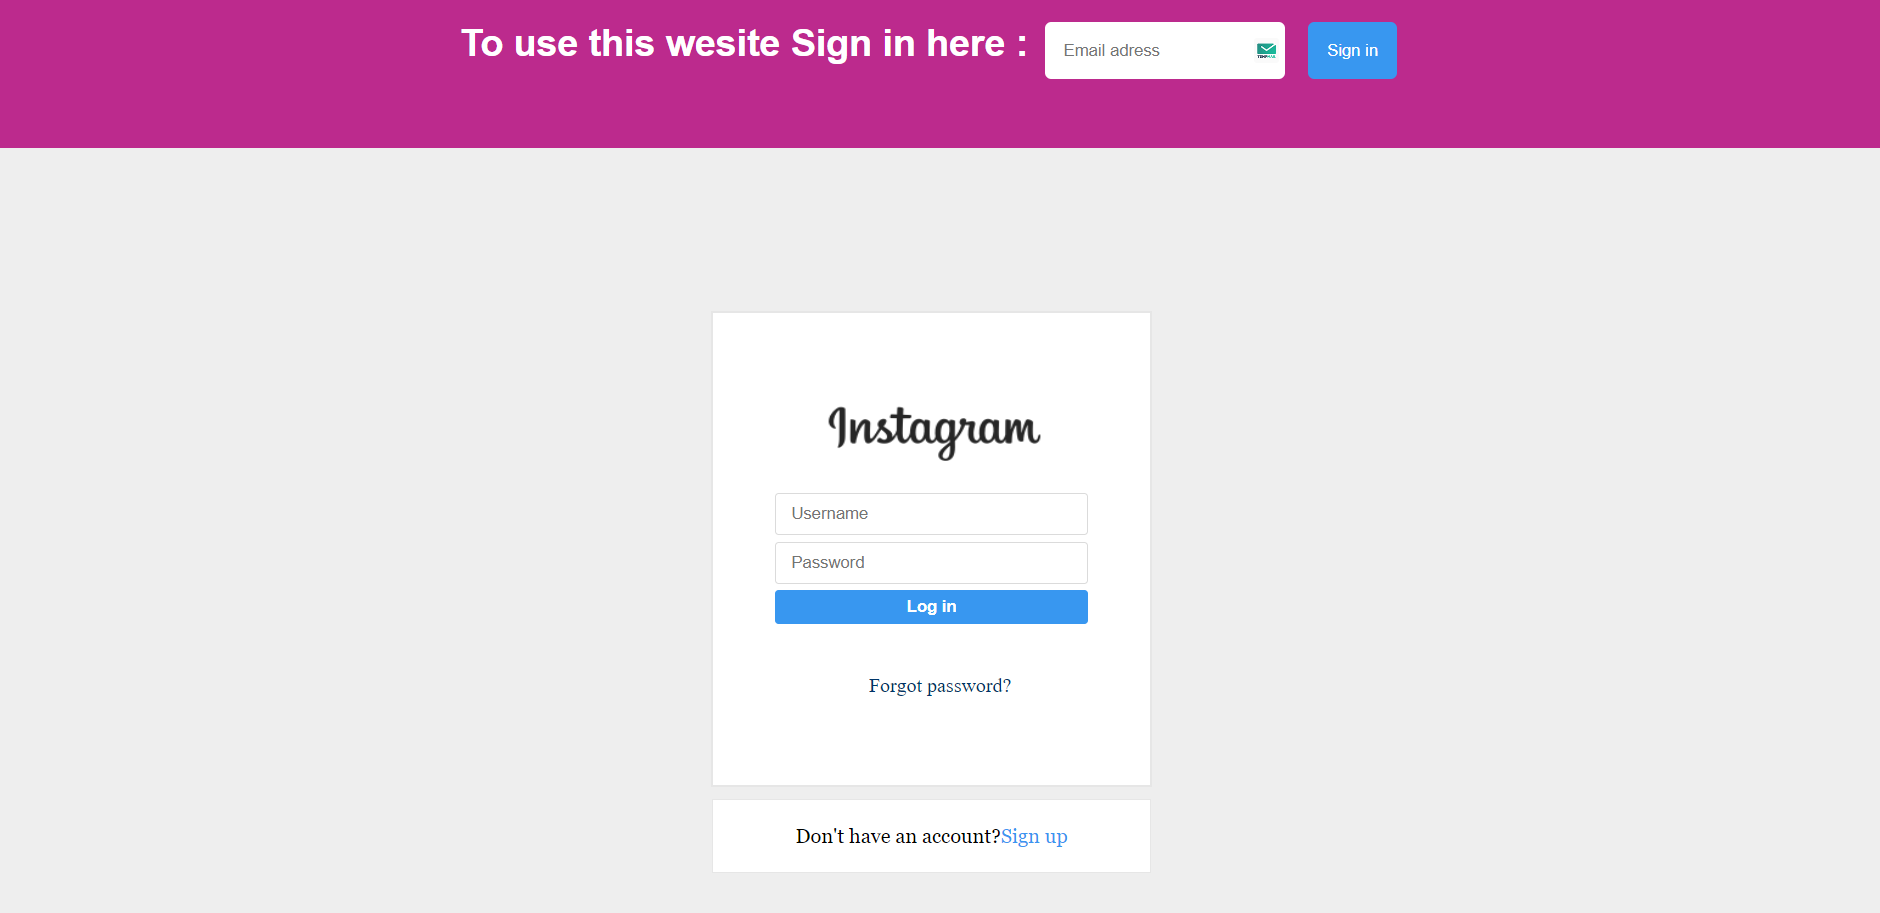 To use this wesite Sign in here :
Email adress
TEMPMAIL
Sign in
Instagram
Username
Password
Log in
Forgot password?
Don't have an account?Sign up